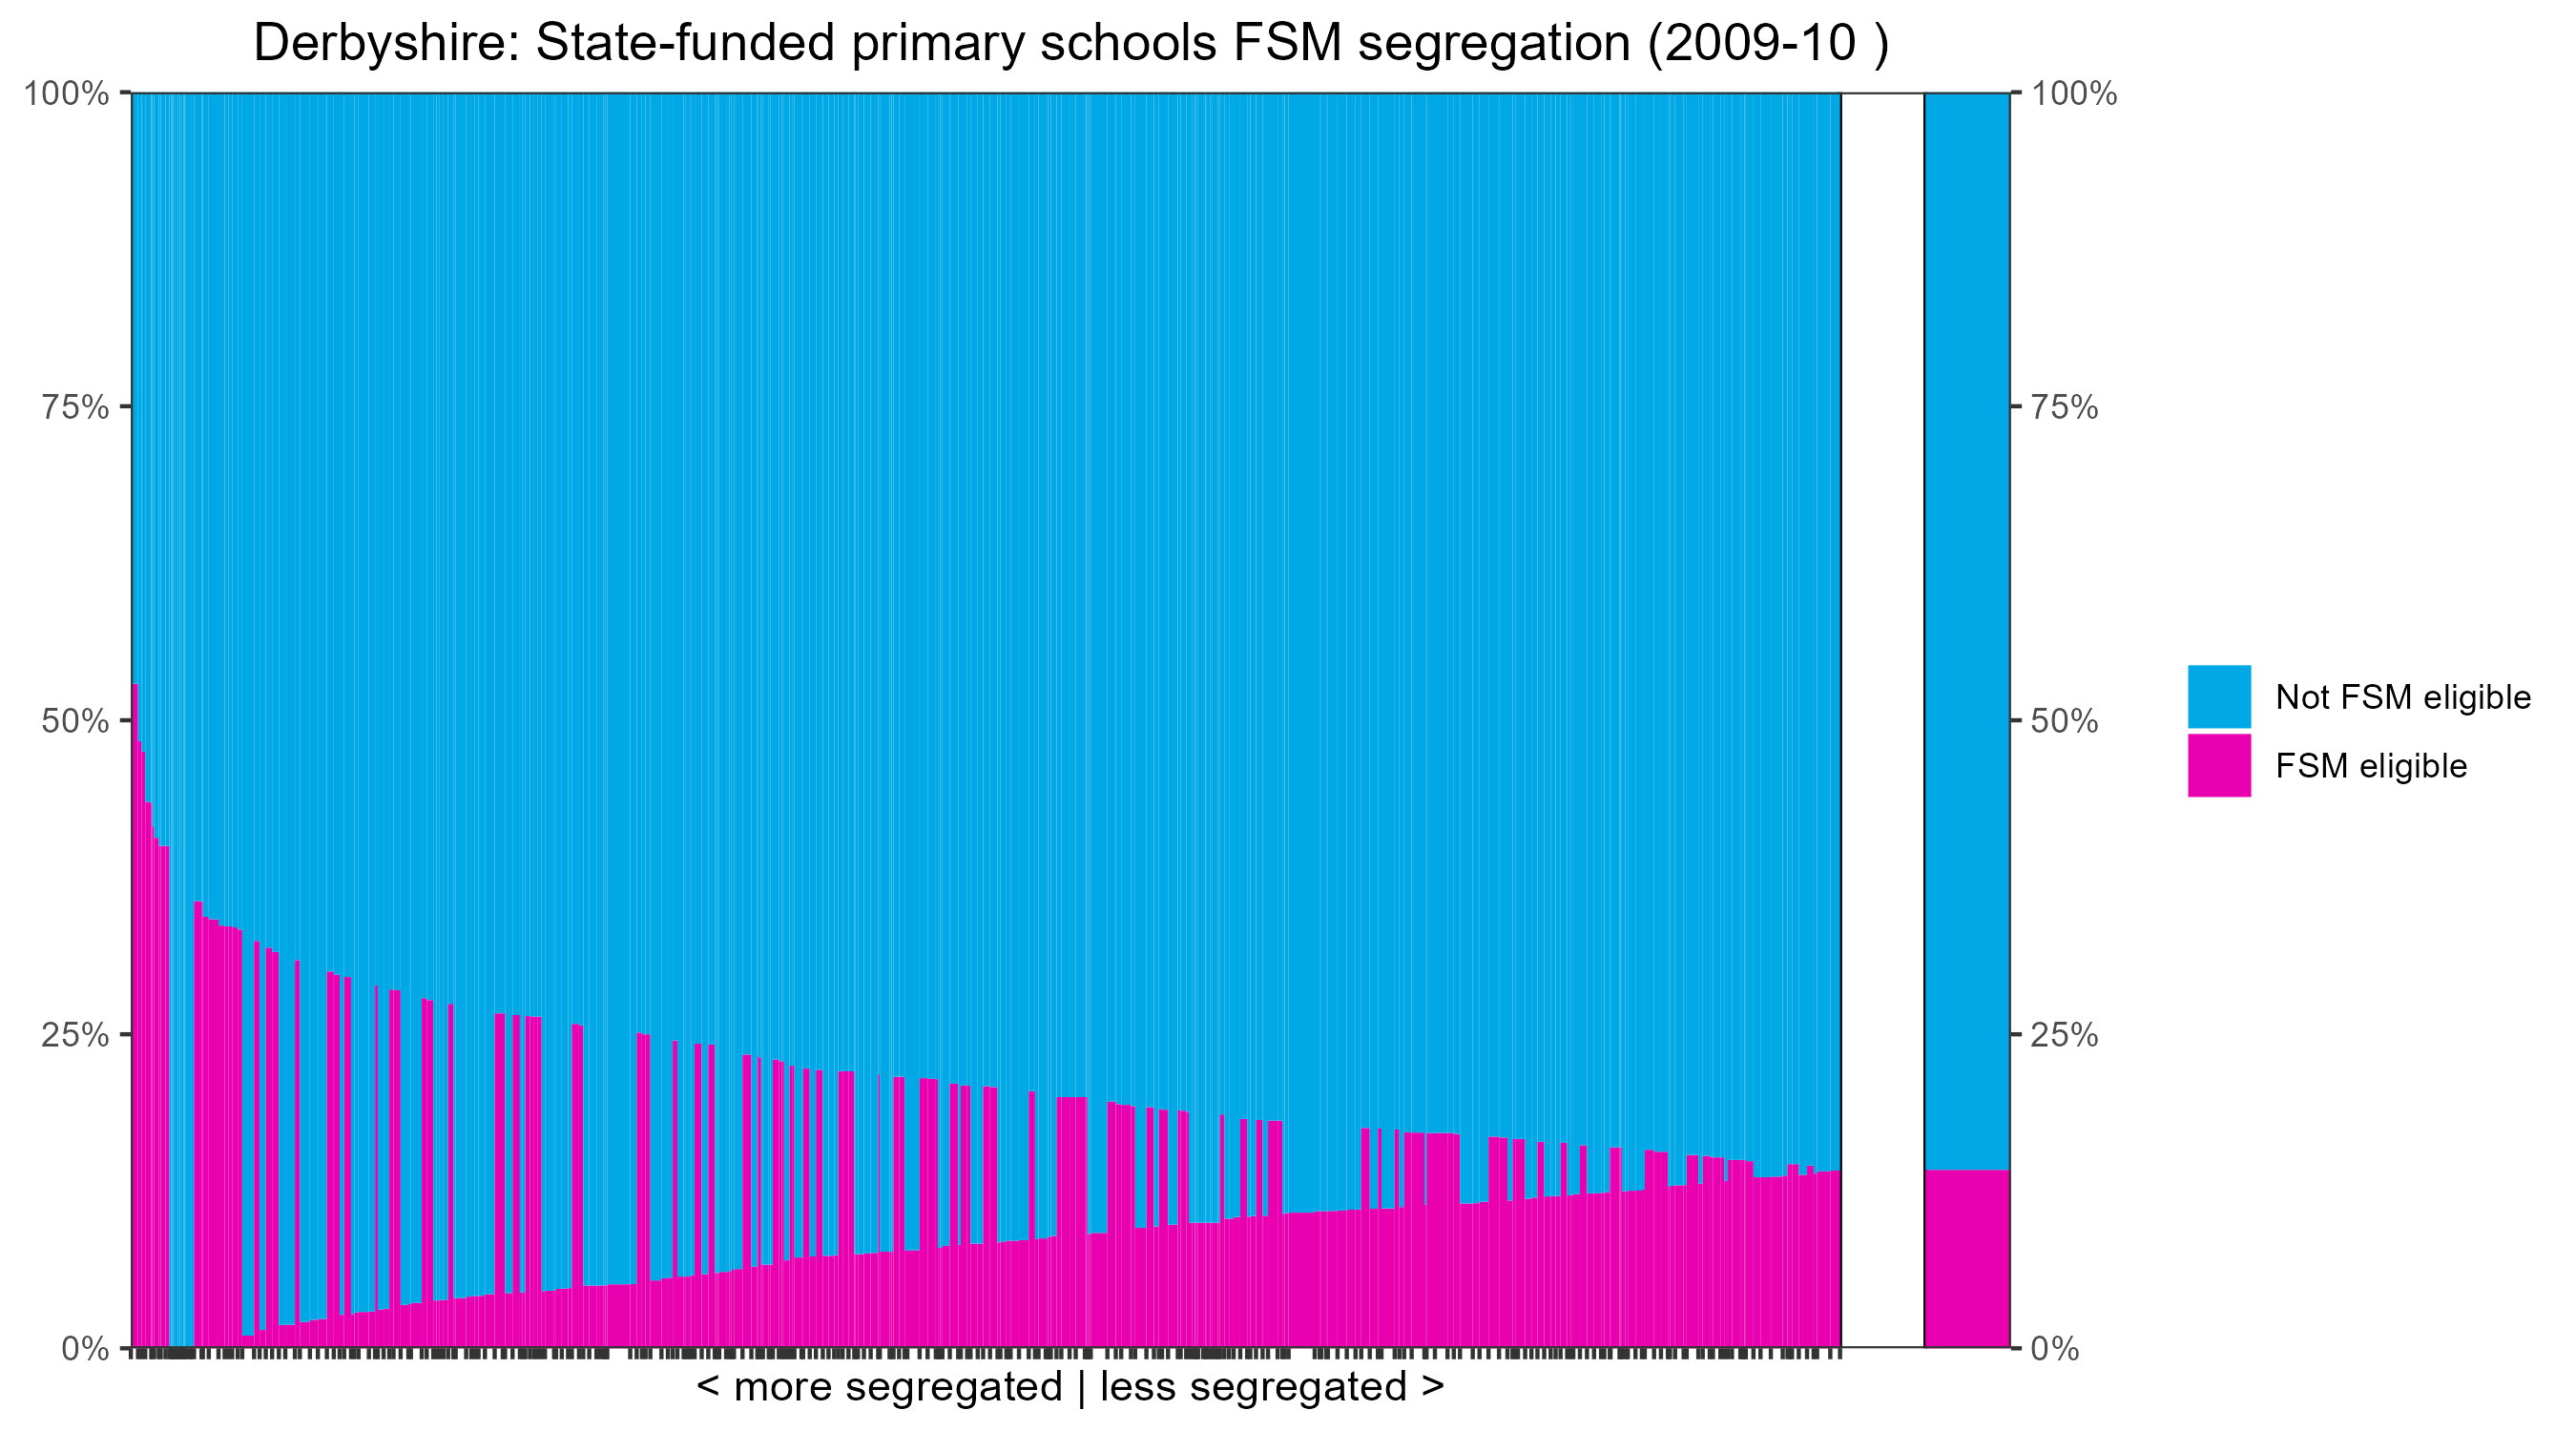 Derbyshire: State-funded primary schools FSM segregation (2009-10 )
100%
75%
50%
25%
0%
100%
75%
50%
25%
0%
Not FSM eligible
FSM eligible
< more segregated | less segregated >